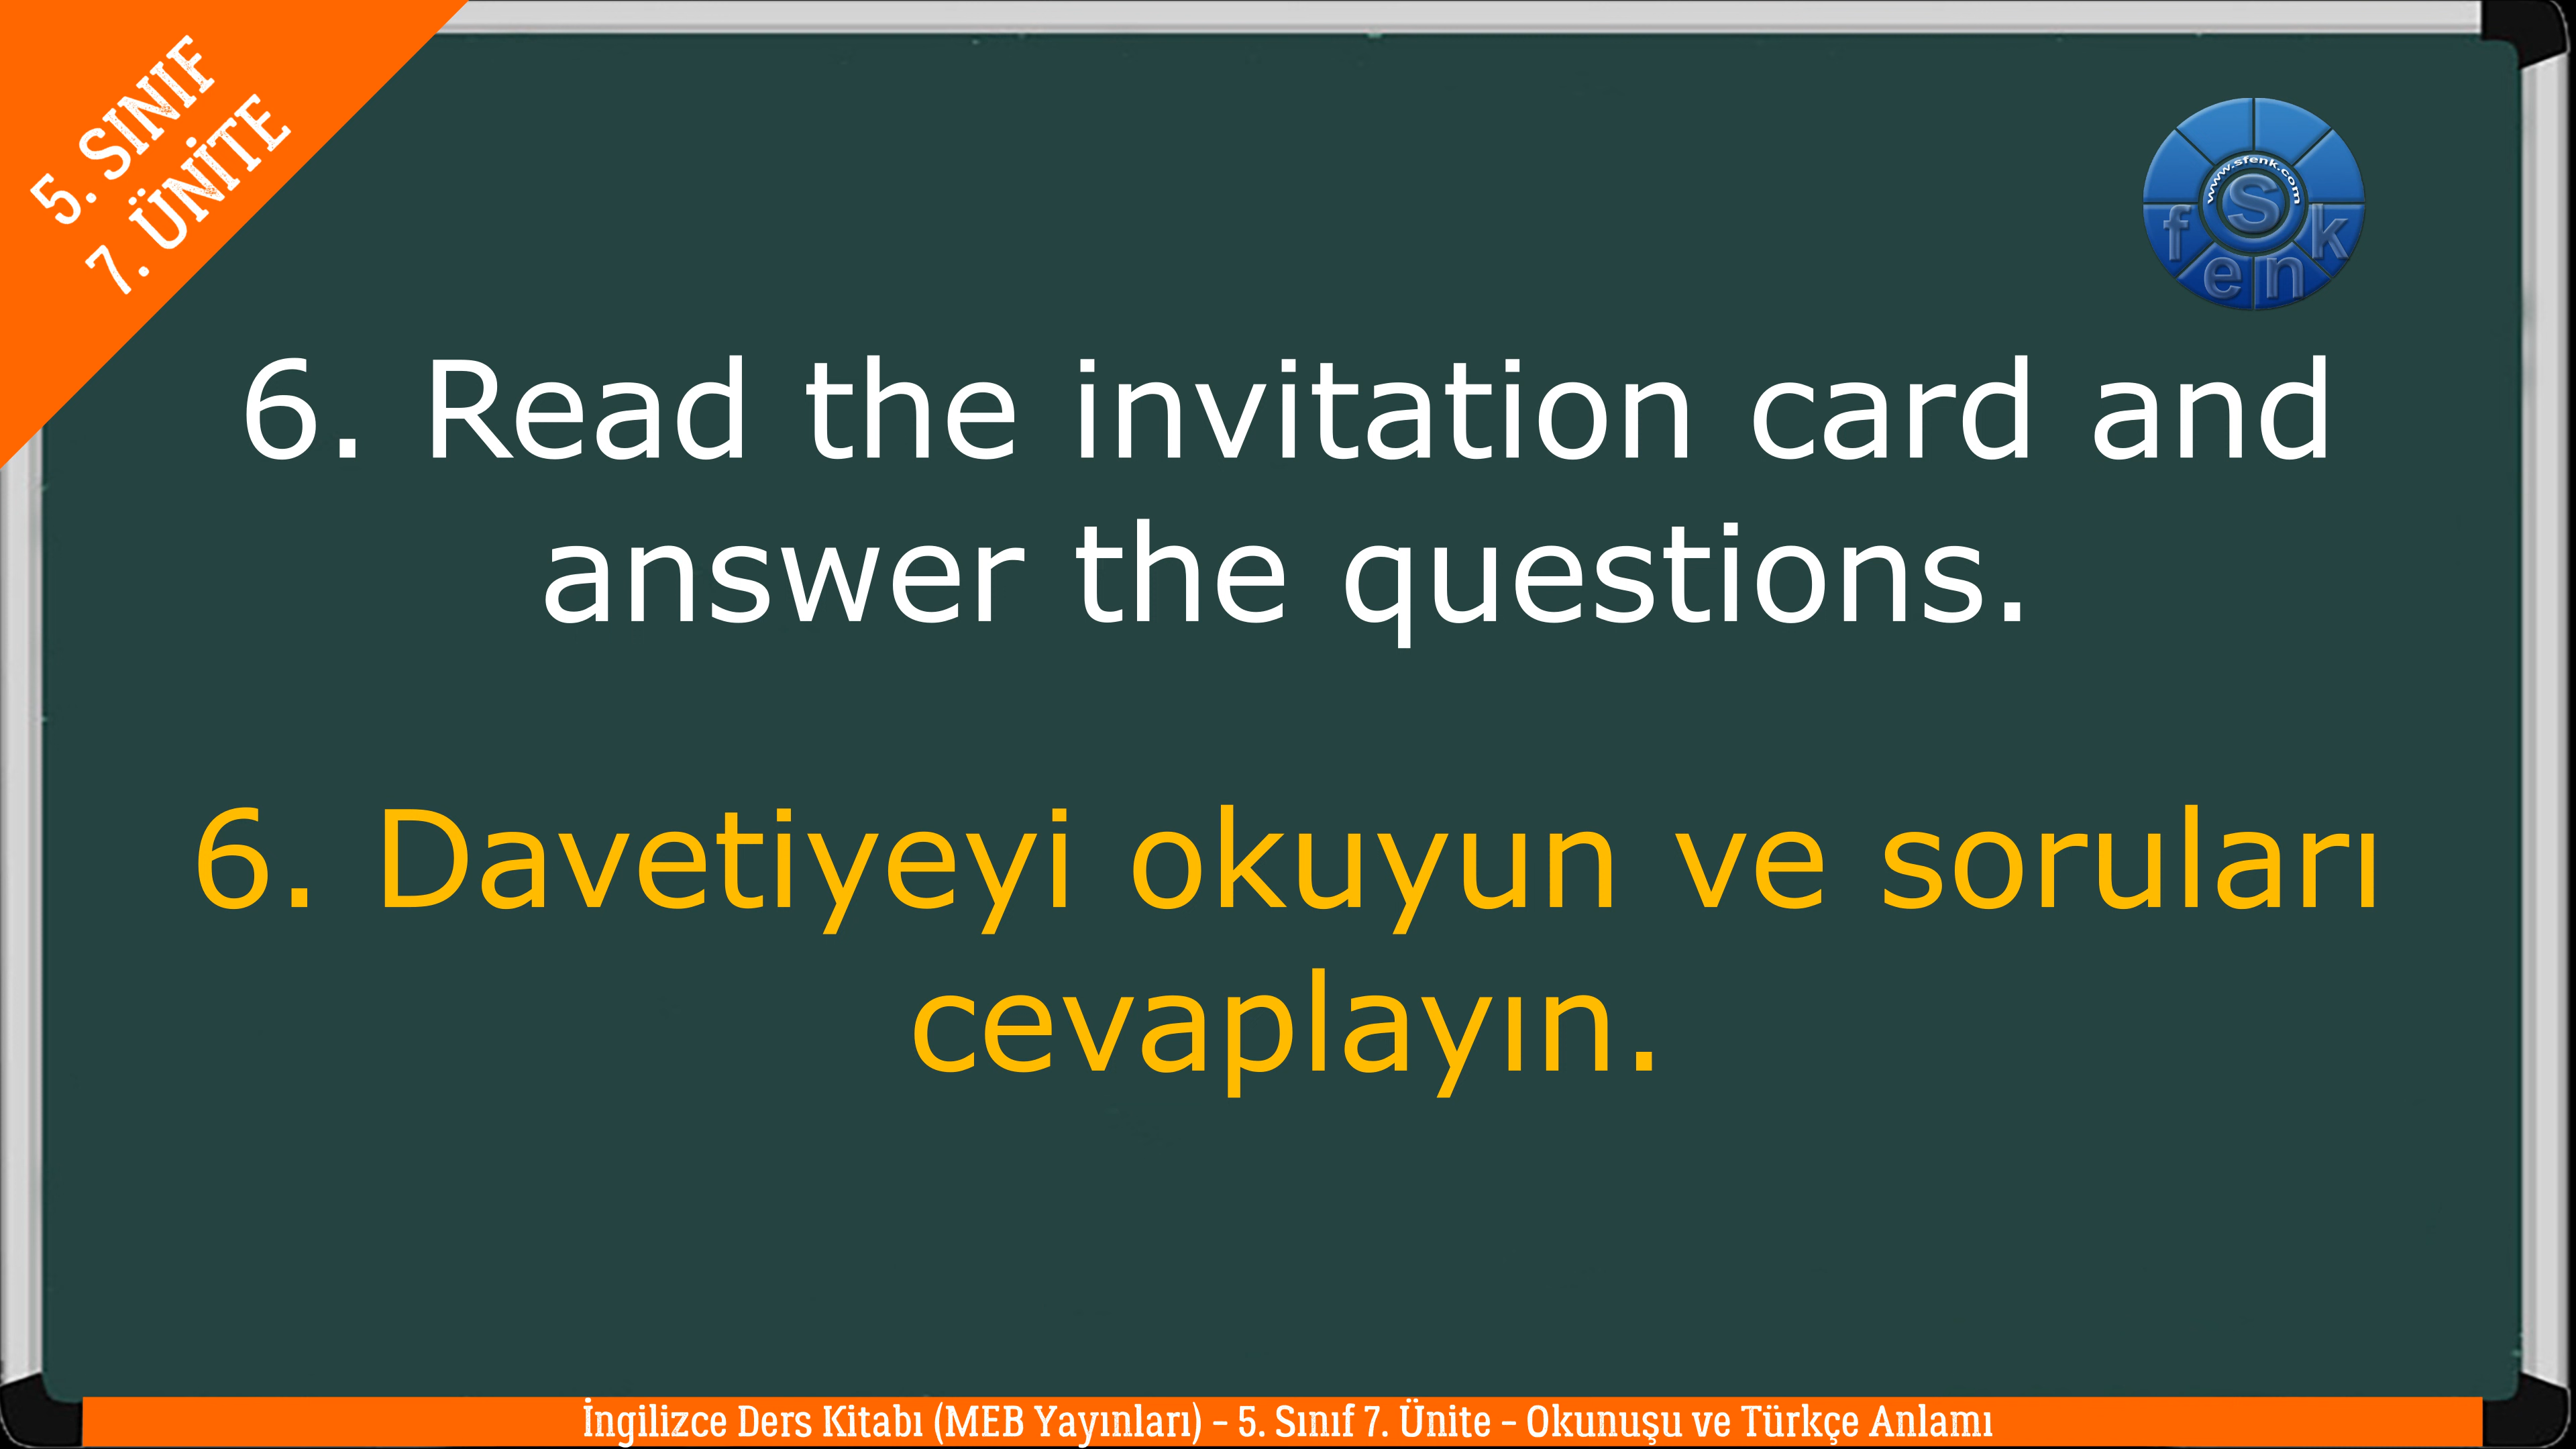 5. SINIF
7. ÜNİTE
www.sfenk.com
S
f e n k
6. Read the invitation card and
answer the questions.
6. Davetiyeyi okuyun ve soruları
cevaplayın.
İngilizce Ders Kitabı (MEB Yayınları) – 5. Sınıf 7. Ünite – Okunuşu ve Türkçe Anlamı